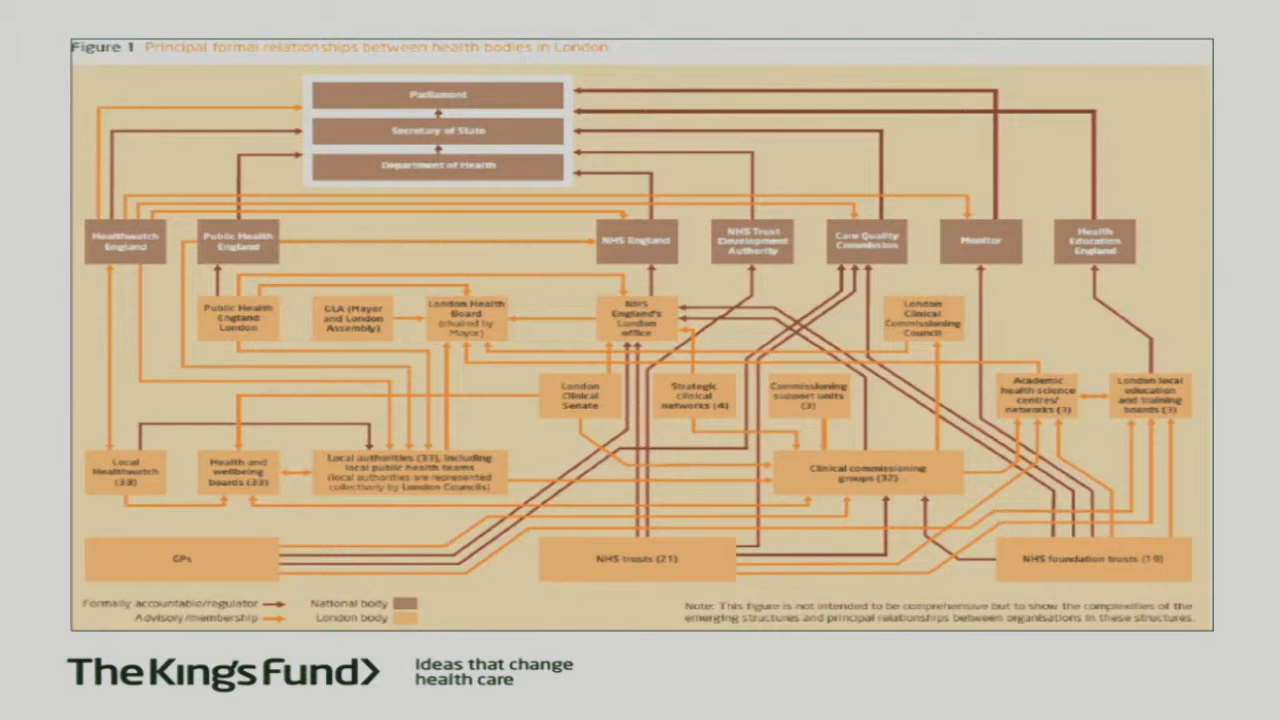 Figure 1 Principal formal relationships between health bodies in London
Parliament
Secretary of State
Department of Health
Healthwatch
England
Public Health
England
NHS England
NHS Trust
Development
Authority
Care Quality
Commission
Monitor
Health
Education
England
Public Health
England
London
GLA (Mayor
and London
Assembly)
London Health
Board
(chaired by
Mayor)
NHS
England's
London
office
London
Clinical
Commissioning
Council
London
Clinical
Senate
Strategic
clinical
networks (4)
Commissioning
support units
(3)
Academic
health science
centres/
networks (3)
London local
education
and training
boards (3)
Local
Healthwatch
(33)
Health and
wellbeing
boards (33)
Local authorities (33), including
local public health teams
(local authorities are represented
collectively by London Councils)
Clinical commissioning
groups (32)
GPs
NHS trusts (21)
NHS foundation trusts (19)
Formally accountable/regulator
National body
Advisory/membership
London body
Note: This figure is not intended to be comprehensive but to show the complexities of the
emerging structures and principal relationships between organisations in these structures.
TheKingsFund>
Ideas that change
health care